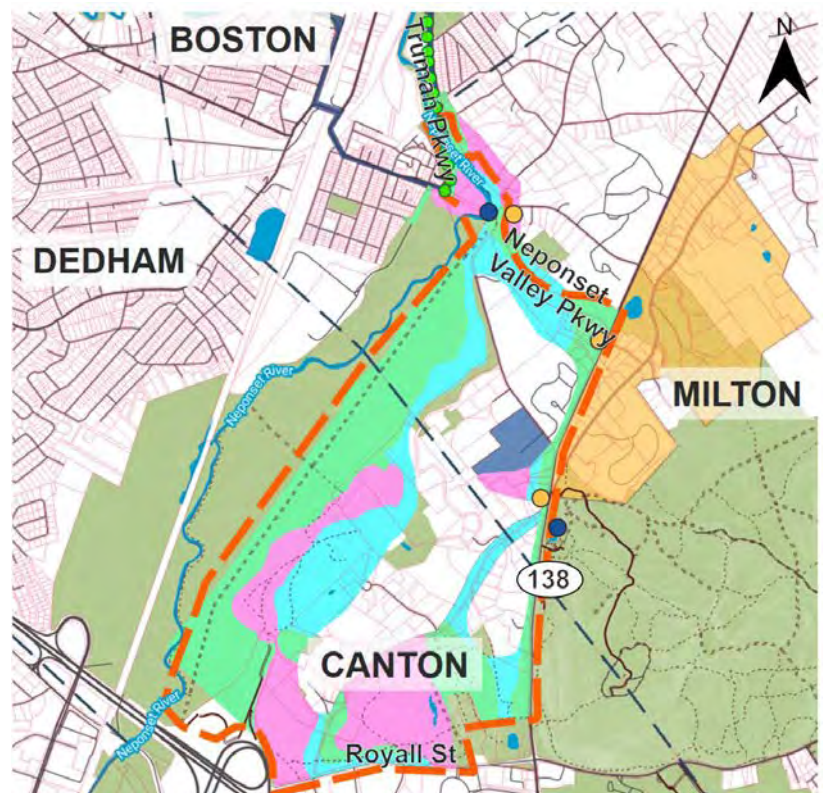 BOSTON
N
Truman Pkwy
Neponset River
DEDHAM
Neponset
Valley Pkwy
Neponset River
MILTON
138
CANTON
Neponset River
Royall St